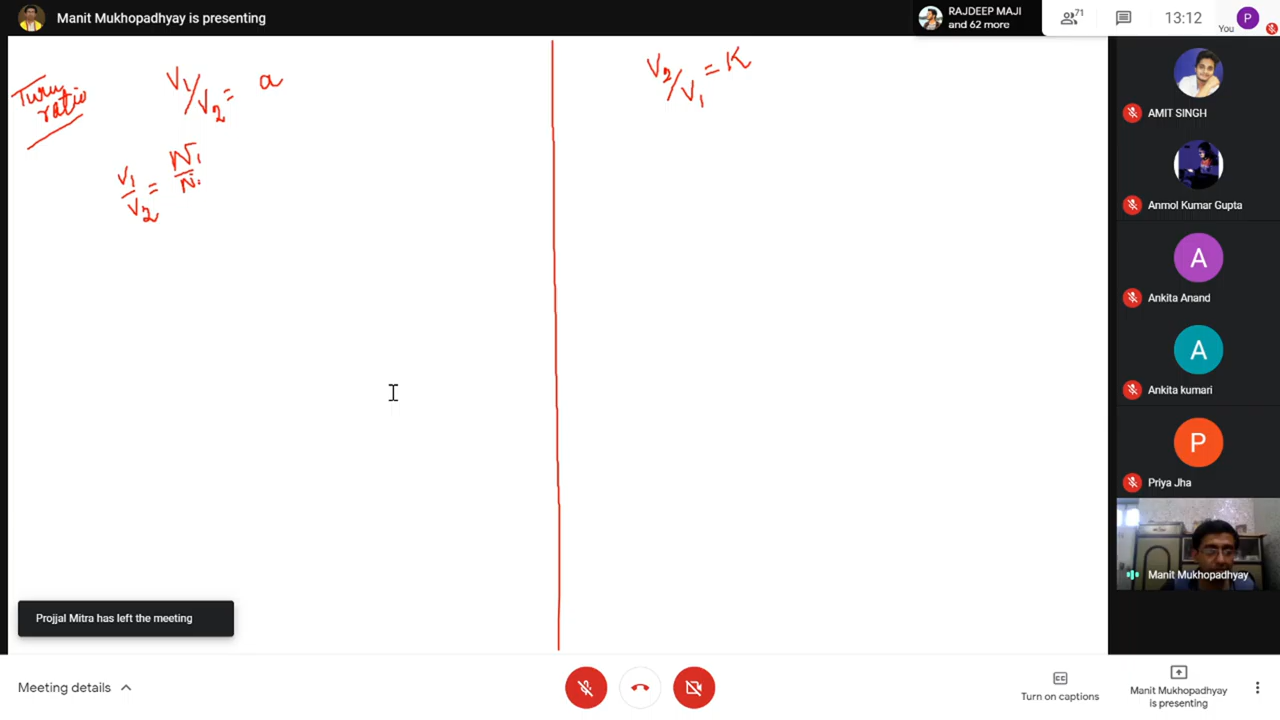 Manit Mukhopadhyay is presenting
RAJDEEP MAJI
and 62 more
71
13:12
You
P
Turns
ratio
V1/V2 = a
V1/V2 = N1/N
V2/V1 = K
AMIT SINGH
Anmol Kumar Gupta
A
Ankita Anand
A
Ankita kumari
P
Priya Jha
Manit Mukhopadhyay
Projjal Mitra has left the meeting
Meeting details
CC
Turn on captions
Manit Mukhopadhyay
is presenting